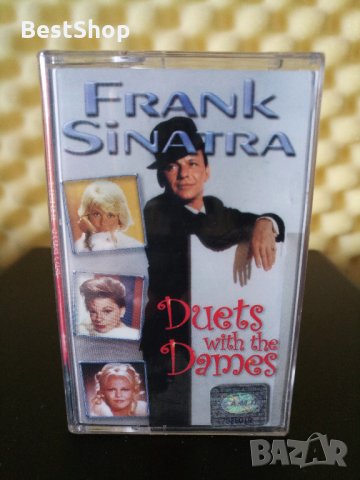 BestShop
FRANK
SINATRA
Duets
with the
Dames
BAZAR